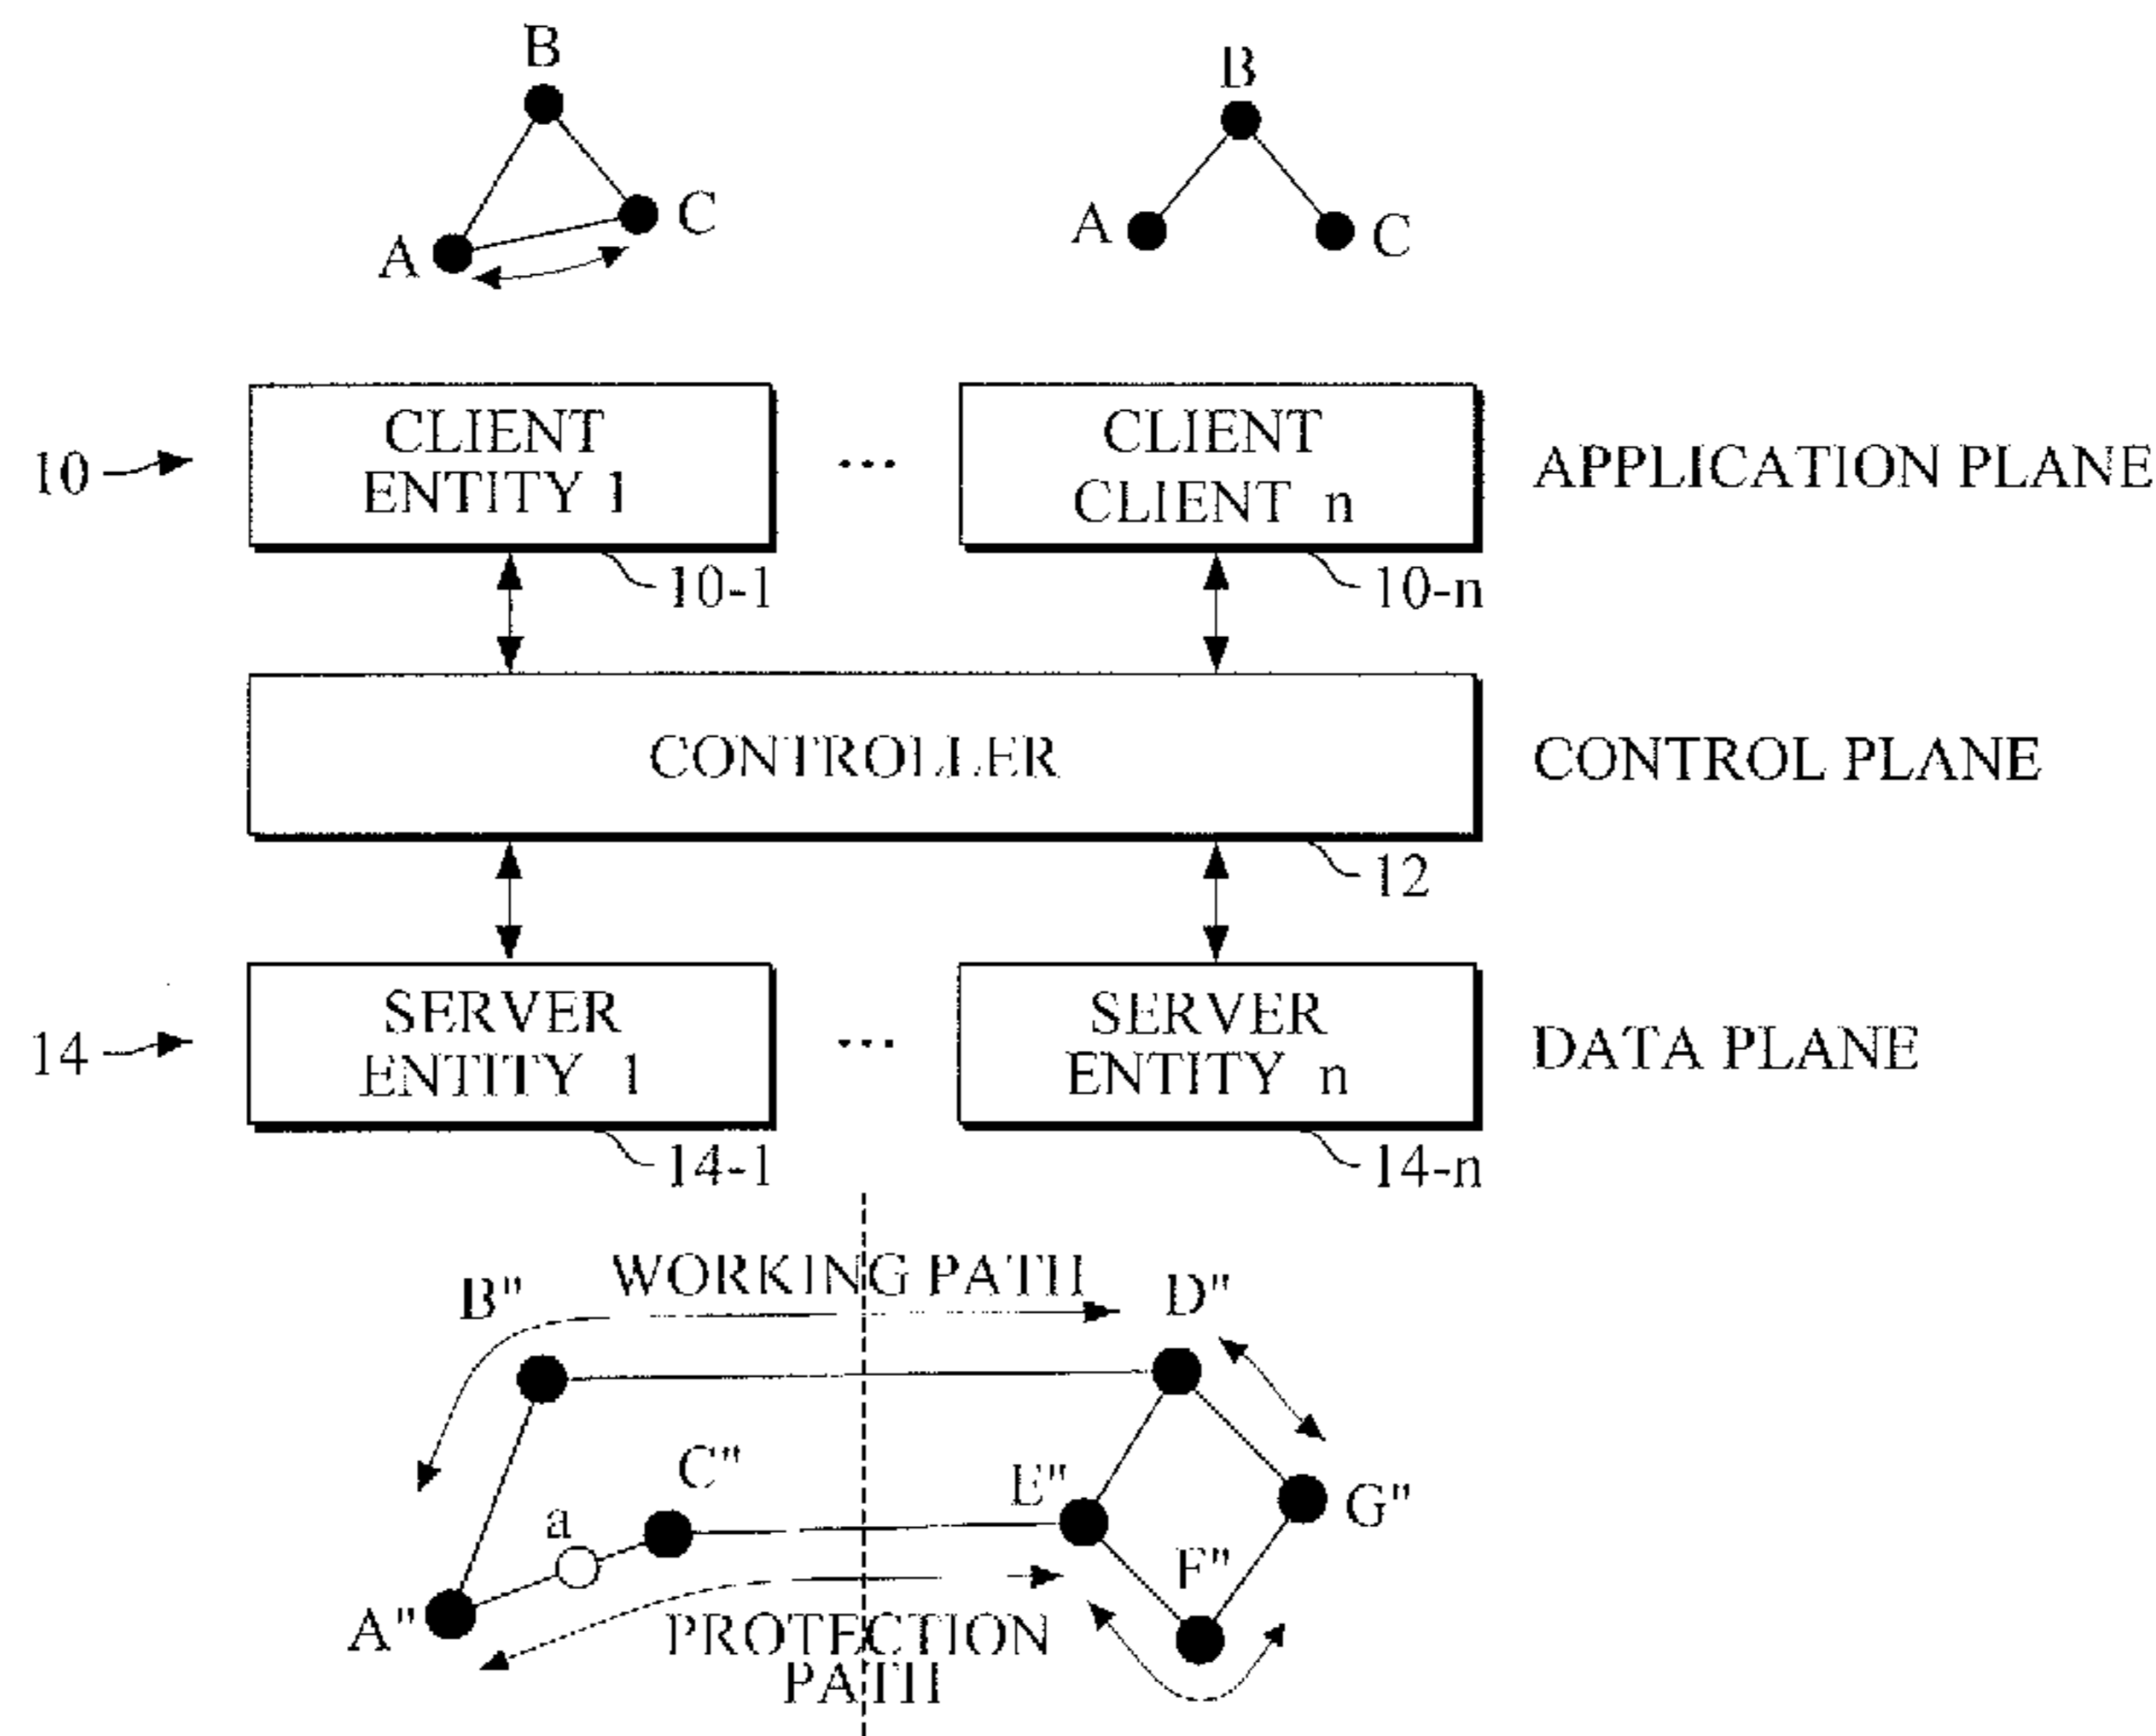 B
B
A
C
A
C
10
CLIENT
ENTITY 1
...
CLIENT
CLIENT n
APPLICATION PLANE
10-1
10-n
CONTROLLER
CONTROL PLANE
12
14
SERVER
ENTITY 1
...
SERVER
ENTITY n
DATA PLANE
14-1
14-n
B"
WORKING PATH
D"
C"
E"
G"
a
F"
A"
PROTECTION
PATH